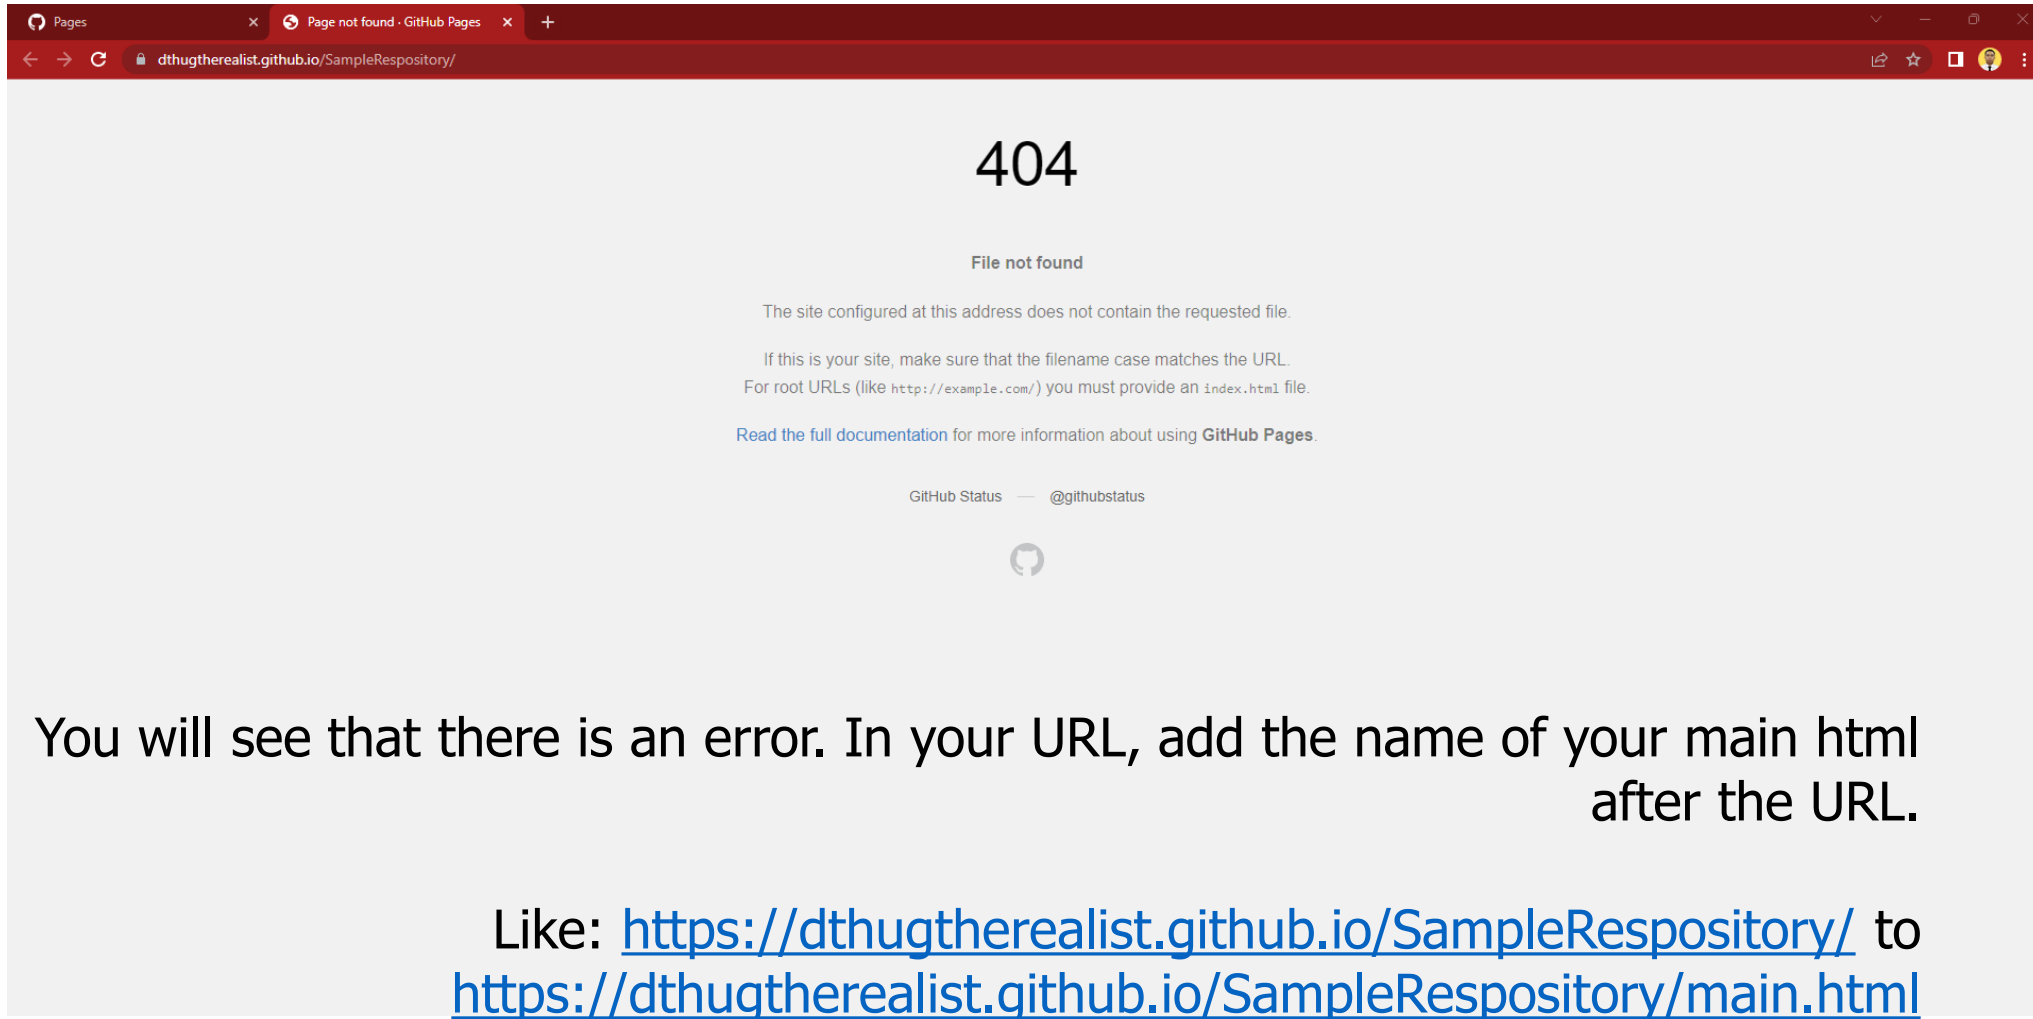 Pages
Page not found · GitHub Pages
dthugtherealist.github.io/SampleRespository/
404
File not found
The site configured at this address does not contain the requested file.
If this is your site, make sure that the filename case matches the URL.
For root URLs (like http://example.com/) you must provide an index.html file.
Read the full documentation for more information about using GitHub Pages.
GitHub Status — @githubstatus
You will see that there is an error. In your URL, add the name of your main html
after the URL.
Like: https://dthugtherealist.github.io/SampleRespository/ to
https://dthugtherealist.github.io/SampleRespository/main.html